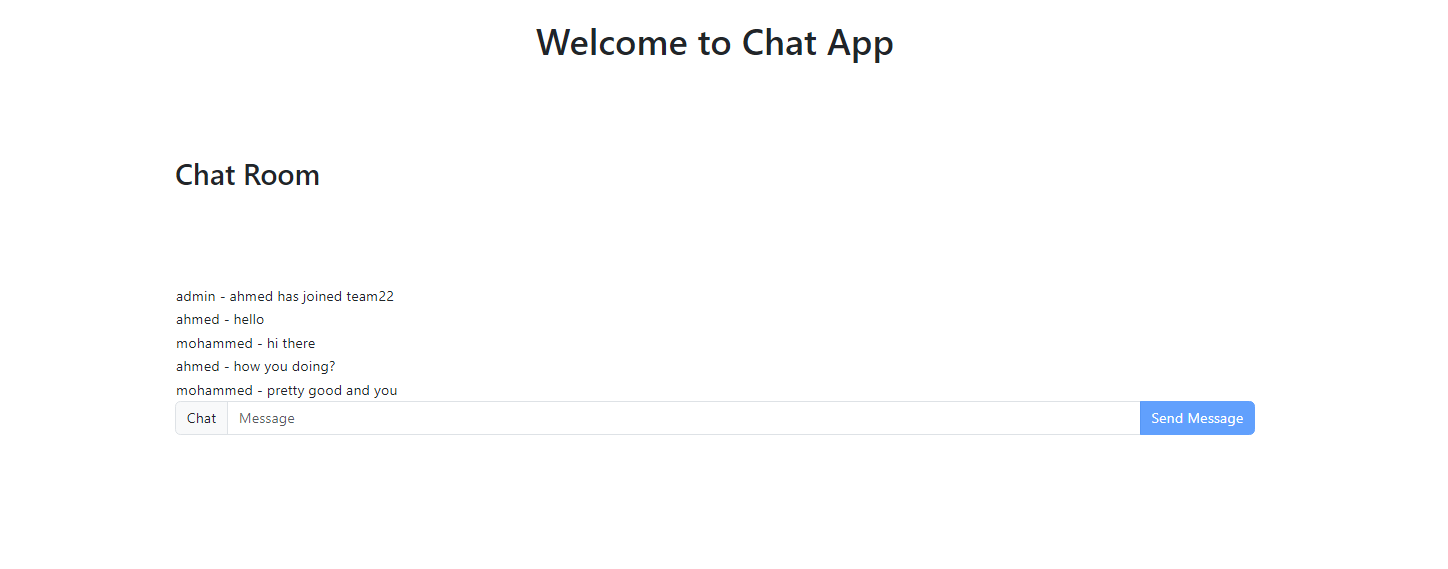 Welcome to Chat App
Chat Room
admin - ahmed has joined team22
ahmed - hello
mohammed - hi there
ahmed - how you doing?
mohammed - pretty good and you
Chat Message Send Message